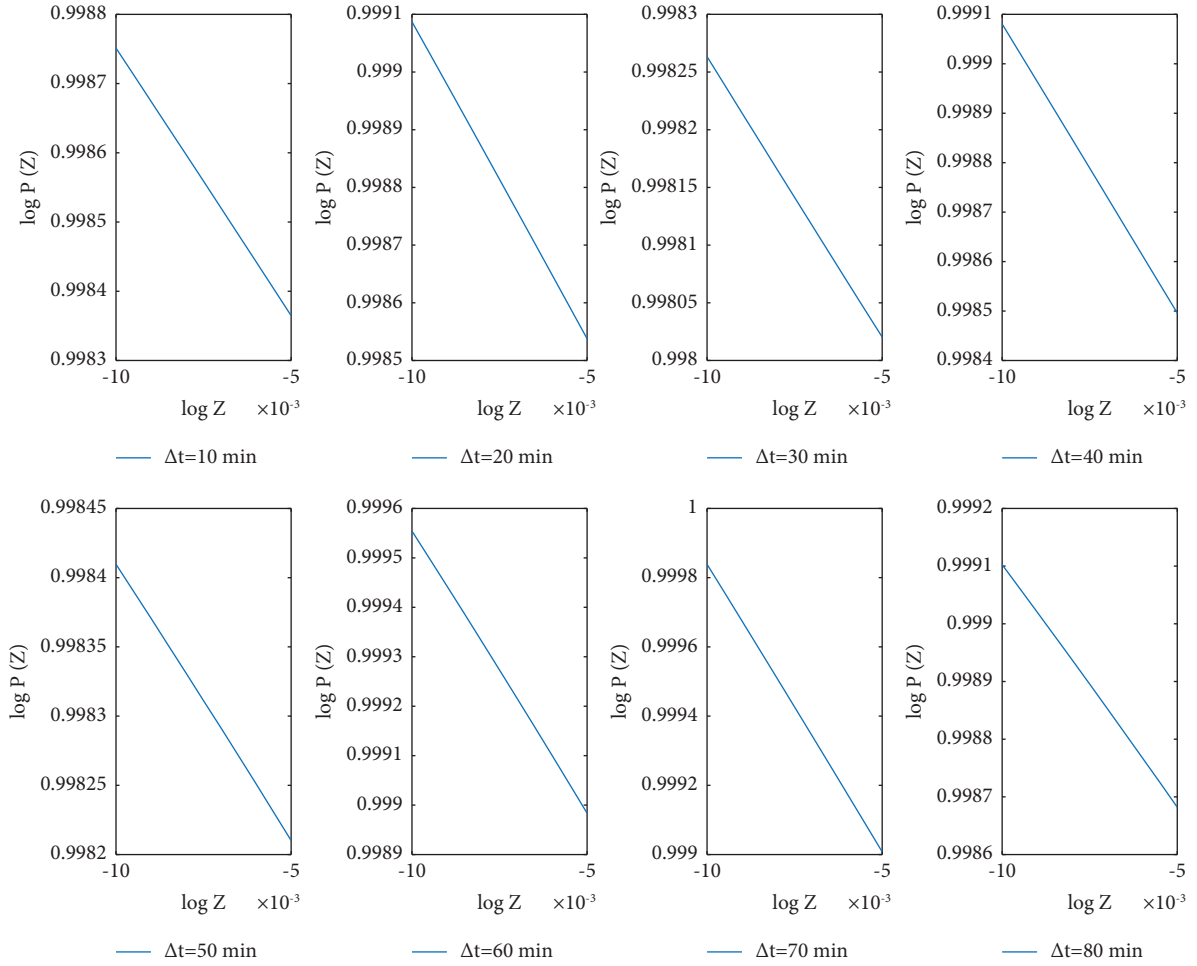 0.9988
0.9987
0.9986
0.9985
0.9984
0.9983
log P (Z)
-10
-5
log Z ×10-3
Δt=10 min
0.9991
0.999
0.9989
0.9988
0.9987
0.9986
0.9985
log P (Z)
-10
-5
log Z ×10-3
Δt=20 min
0.9983
0.99825
0.9982
0.99815
0.9981
0.99805
0.998
log P (Z)
-10
-5
log Z ×10-3
Δt=30 min
0.9991
0.999
0.9989
0.9988
0.9987
0.9986
0.9985
0.9984
log P (Z)
-10
-5
log Z ×10-3
Δt=40 min
0.99845
0.9984
0.99835
0.9983
0.99825
0.9982
log P (Z)
-10
-5
log Z ×10-3
Δt=50 min
0.9996
0.9995
0.9994
0.9993
0.9992
0.9991
0.999
0.9989
log P (Z)
-10
-5
log Z ×10-3
Δt=60 min
1
0.9998
0.9996
0.9994
0.9992
0.999
log P (Z)
-10
-5
log Z ×10-3
Δt=70 min
0.9992
0.9991
0.999
0.9989
0.9988
0.9987
0.9986
log P (Z)
-10
-5
log Z ×10-3
Δt=80 min